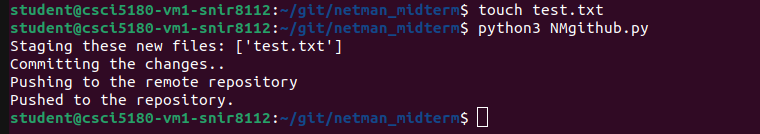 student@csci5180-vm1-snir8112:~/git/netman_midterm$ touch test.txt
student@csci5180-vm1-snir8112:~/git/netman_midterm$ python3 NMgithub.py
Staging these new files: ['test.txt']
Committing the changes..
Pushing to the remote repository
Pushed to the repository.
student@csci5180-vm1-snir8112:~/git/netman_midterm$